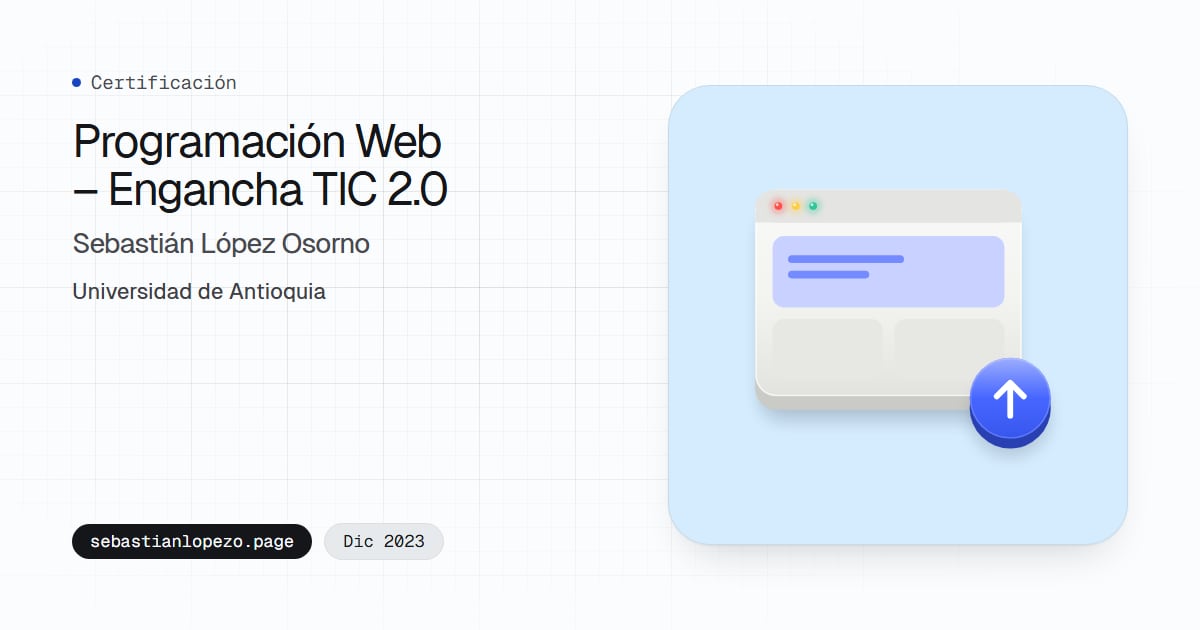 Certificación
Programación Web
– Engancha TIC 2.0
Sebastián López Osorno
Universidad de Antioquia
sebastianlopezo.page
Dic 2023